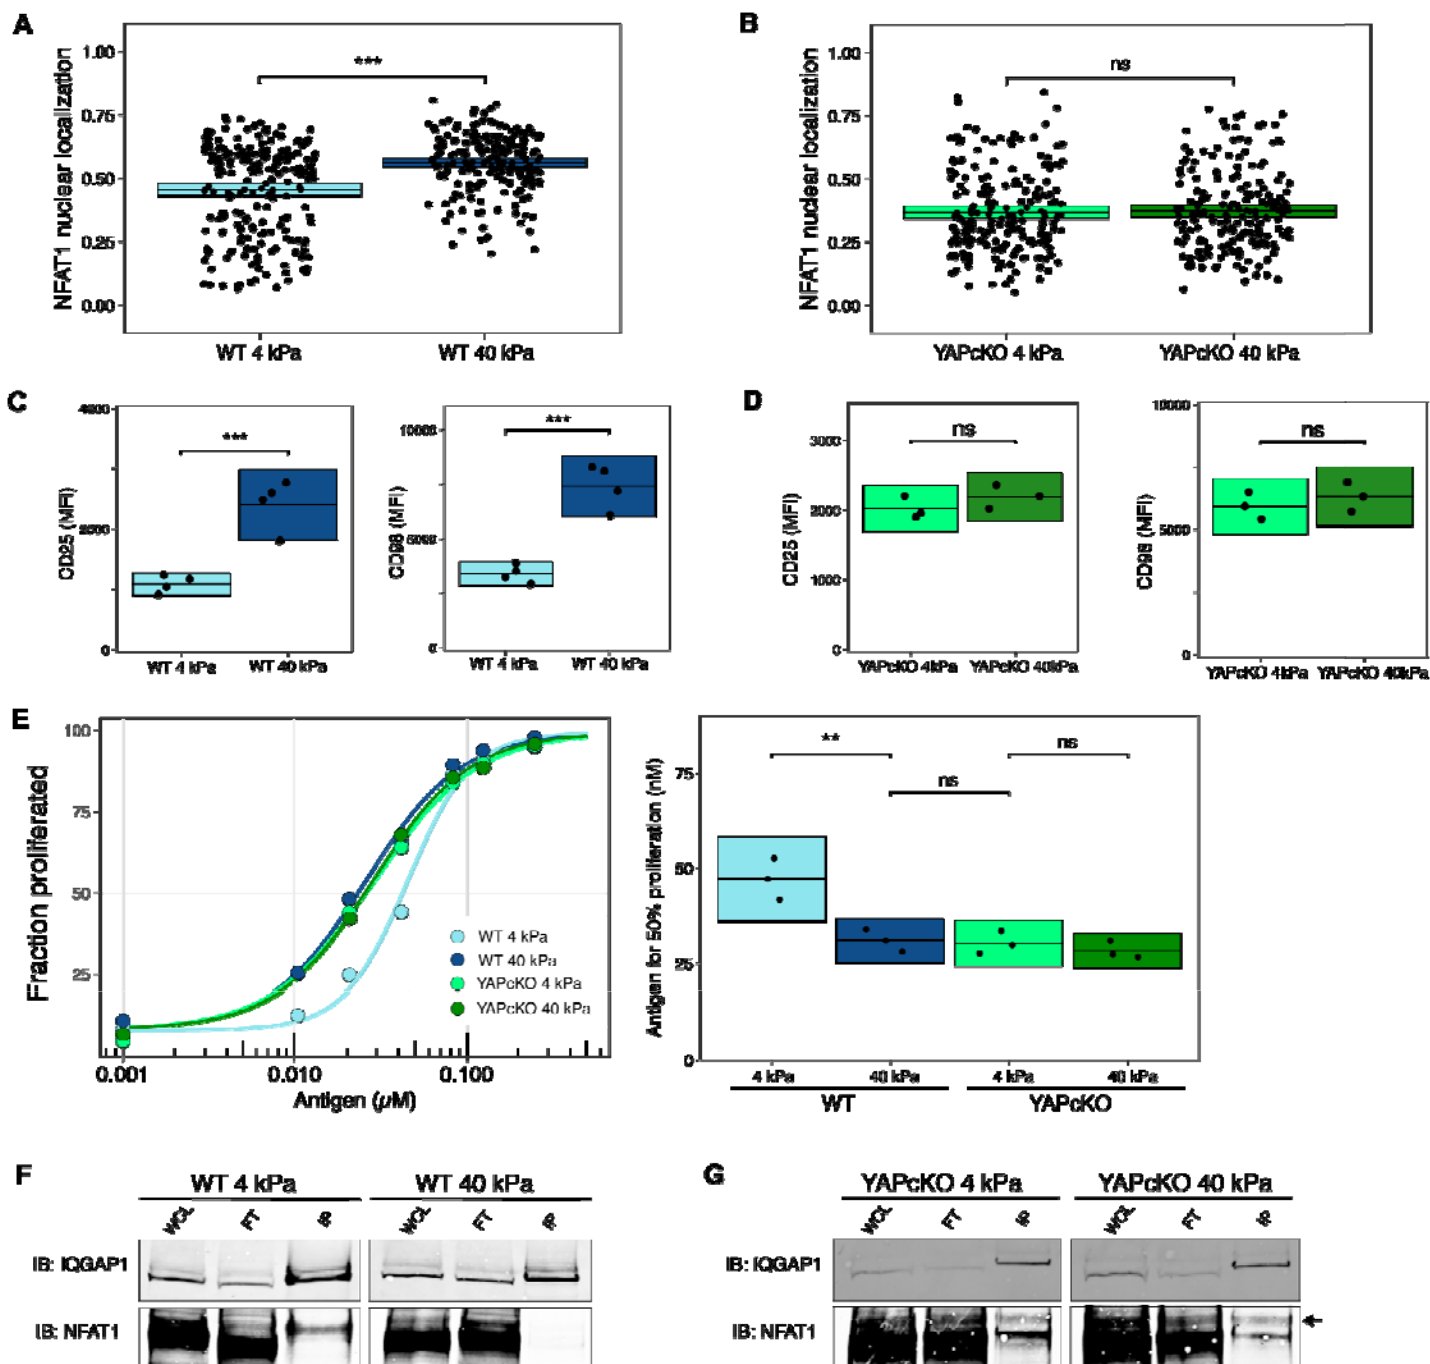 A
NFAT1 nuclear localization
1.00
0.75
0.50
0.25
0.00
***
WT 4 kPa
WT 40 kPa
B
NFAT1 nuclear localization
1.00
0.75
0.50
0.25
0.00
ns
YAPcKO 4 kPa
YAPcKO 40 kPa
C
CD25 (MFI)
4000
2000
0
***
WT 4 kPa
WT 40 kPa
CD98 (MFI)
10000
5000
0
***
WT 4 kPa
WT 40 kPa
D
CD25 (MFI)
3000
2000
1000
0
ns
YAPcKO 4kPa
YAPcKO 40kPa
CD98 (MFI)
10000
5000
0
ns
YAPcKO 4kPa
YAPcKO 40kPa
E
Fraction proliferated
100
75
50
25
WT 4 kPa
WT 40 kPa
YAPcKO 4 kPa
YAPcKO 40 kPa
0.001
0.010
0.100
Antigen (μM)
Antigen for 50% proliferation (nM)
75
50
25
0
**
ns
ns
4 kPa
40 kPa
4 kPa
40 kPa
WT
YAPcKO
F
WT 4 kPa
WT 40 kPa
WCL
FT
IP
WCL
FT
IP
IB: IQGAP1
IB: NFAT1
G
YAPcKO 4 kPa
YAPcKO 40 kPa
WCL
FT
IP
WCL
FT
IP
IB: IQGAP1
IB: NFAT1